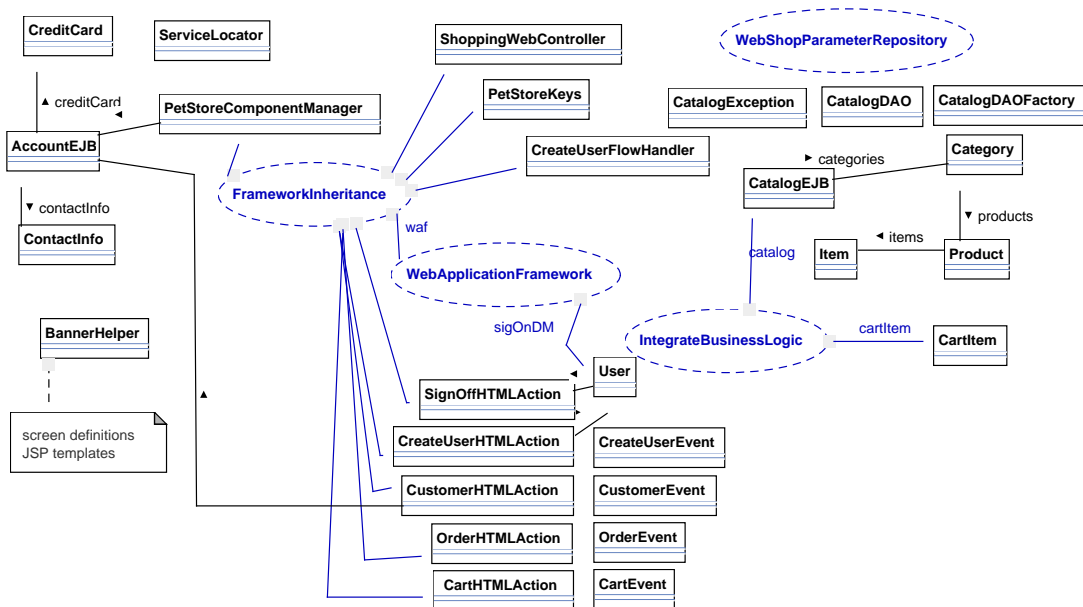 CreditCard
ServiceLocator
ShoppingWebController
WebShopParameterRepository
creditCard
PetStoreComponentManager
PetStoreKeys
CatalogException
CatalogDAO
CatalogDAOFactory
AccountEJB
CreateUserFlowHandler
categories
Category
CatalogEJB
FrameworkInheritance
contactInfo
waf
products
ContactInfo
items
catalog
Item
Product
WebApplicationFramework
BannerHelper
sigOnDM
IntegrateBusinessLogic
cartItem
CartItem
User
SignOffHTMLAction
screen definitions
JSP templates
CreateUserHTMLAction
CreateUserEvent
CustomerHTMLAction
CustomerEvent
OrderHTMLAction
OrderEvent
CartHTMLAction
CartEvent